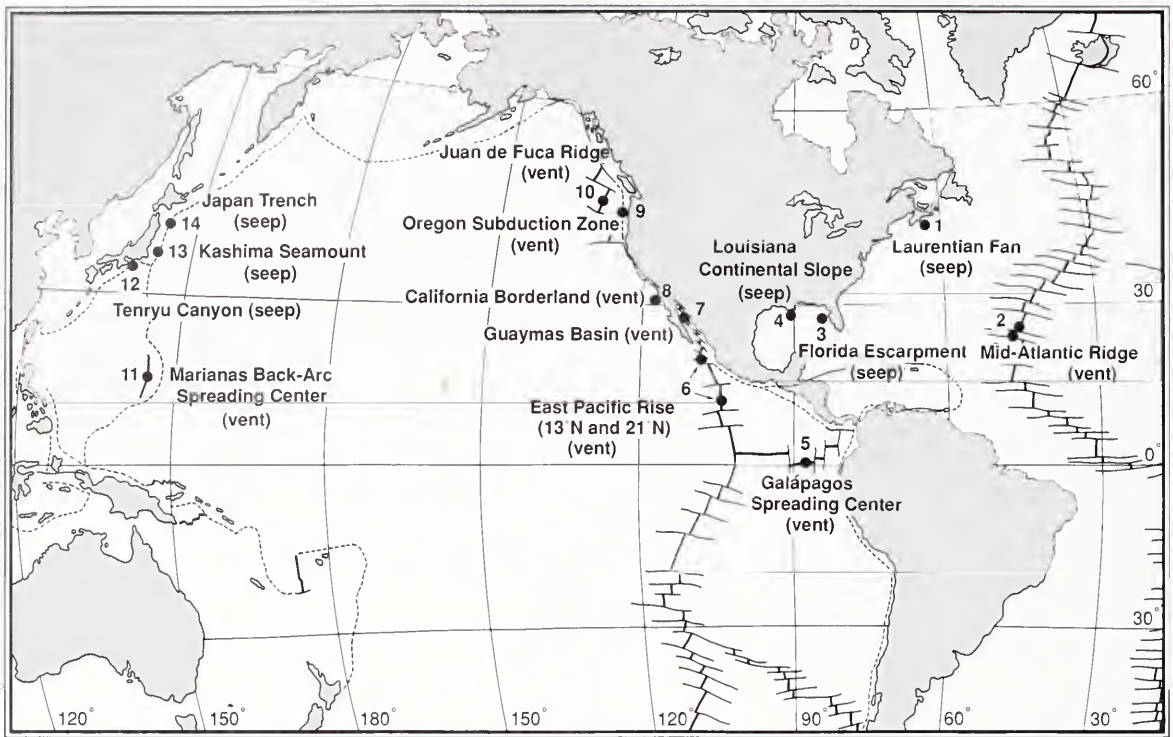 60°
Juan de Fuca Ridge
(vent)
10
9
Oregon Subduction Zone
(vent)
Japan Trench
(seep)
14
13 Kashima Seamount
(seep)
12
Tenryu Canyon (seep)
1
Laurentian Fan
(seep)
Louisiana
Continental Slope
(seep)
30
8
California Borderland (vent)
7
Guaymas Basin (vent)
4
3
Florida Escarpment
(seep)
2
Mid-Atlantic Ridge
(vent)
11 Marianas Back-Arc
Spreading Center
(vent)
6
East Pacific Rise
(13°N and 21°N)
(vent)
5
Galápagos
Spreading Center
(vent)
0°
30°
120° 150° 180° 150° 120° 90° 60° 30°